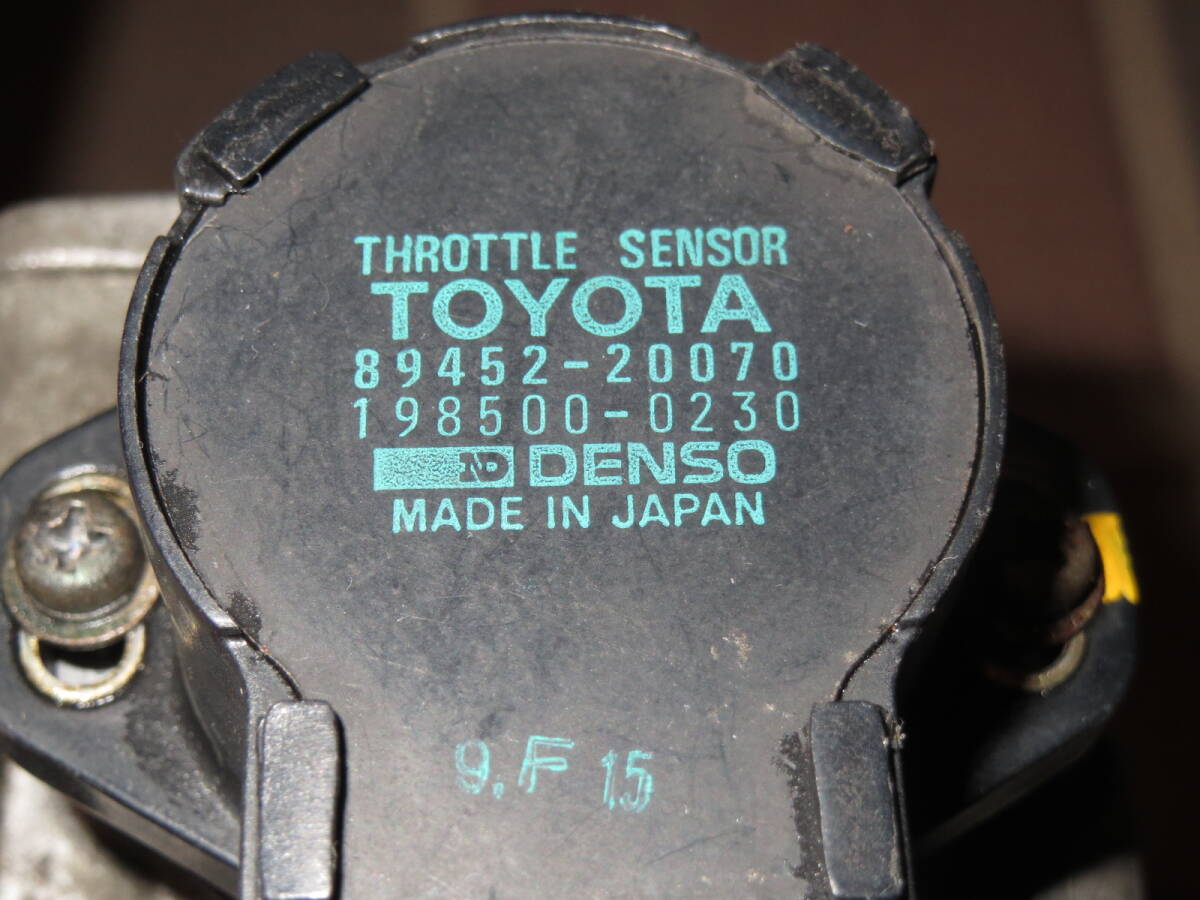 THROTTLE SENSOR
TOYOTA
89452-20070
198500-0230
ND DENSO
MADE IN JAPAN
9.F 15